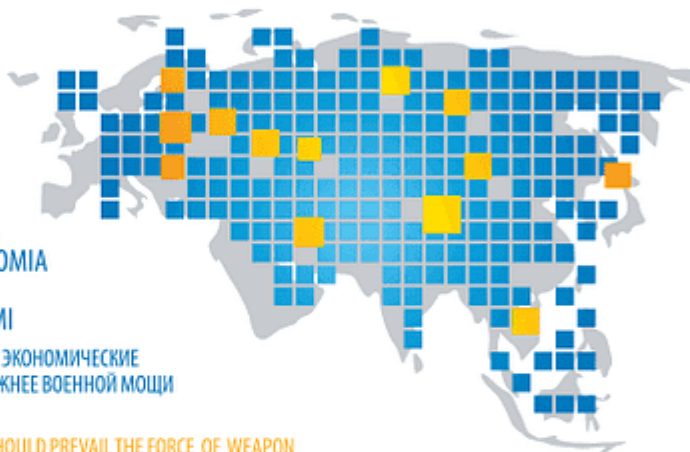 OMIA
MI
ЭКОНОМИЧЕСКИЕ
ЖНЕЕ ВОЕННОЙ МОЩИ
HOULD PREVAIL THE FORCE OF WEAPON